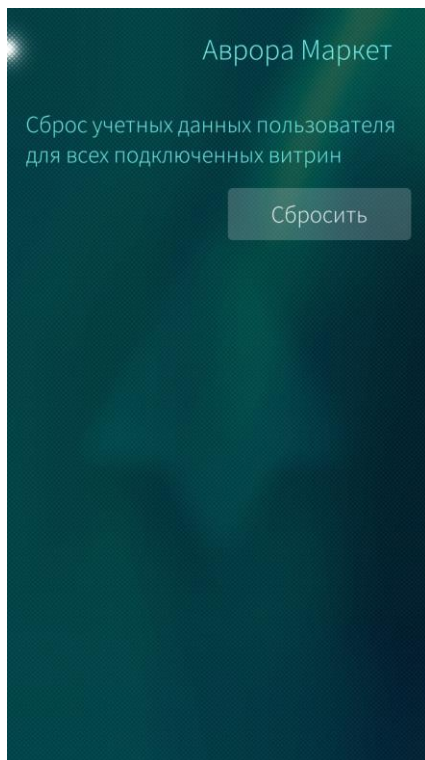 Аврора Маркет
Сброс учетных данных пользователя
для всех подключенных витрин
Сбросить